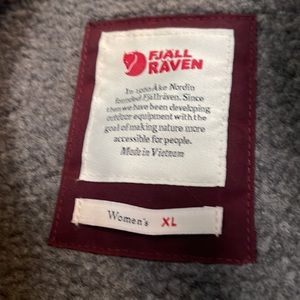 FJÄLL
RÄVEN
In 1960 Åke Nordin
founded Fjällräven. Since
then we have been developing
outdoor equipment with the
goal of making nature more
accessible for people.
Made in Vietnam
Women's XL